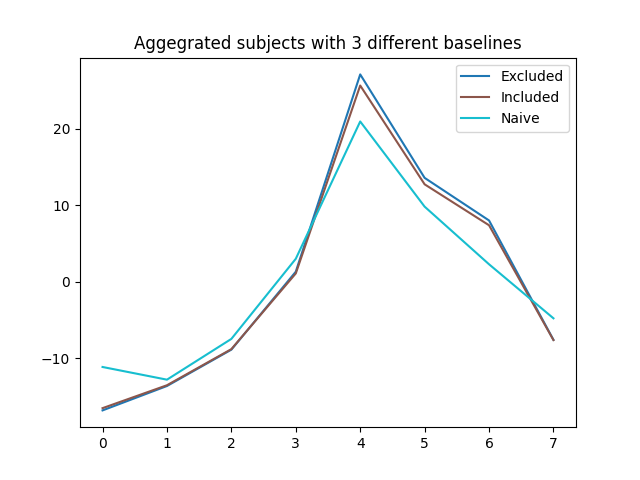 Aggegrated subjects with 3 different baselines
Excluded
Included
Naive
20
10
0
−10
0 1 2 3 4 5 6 7